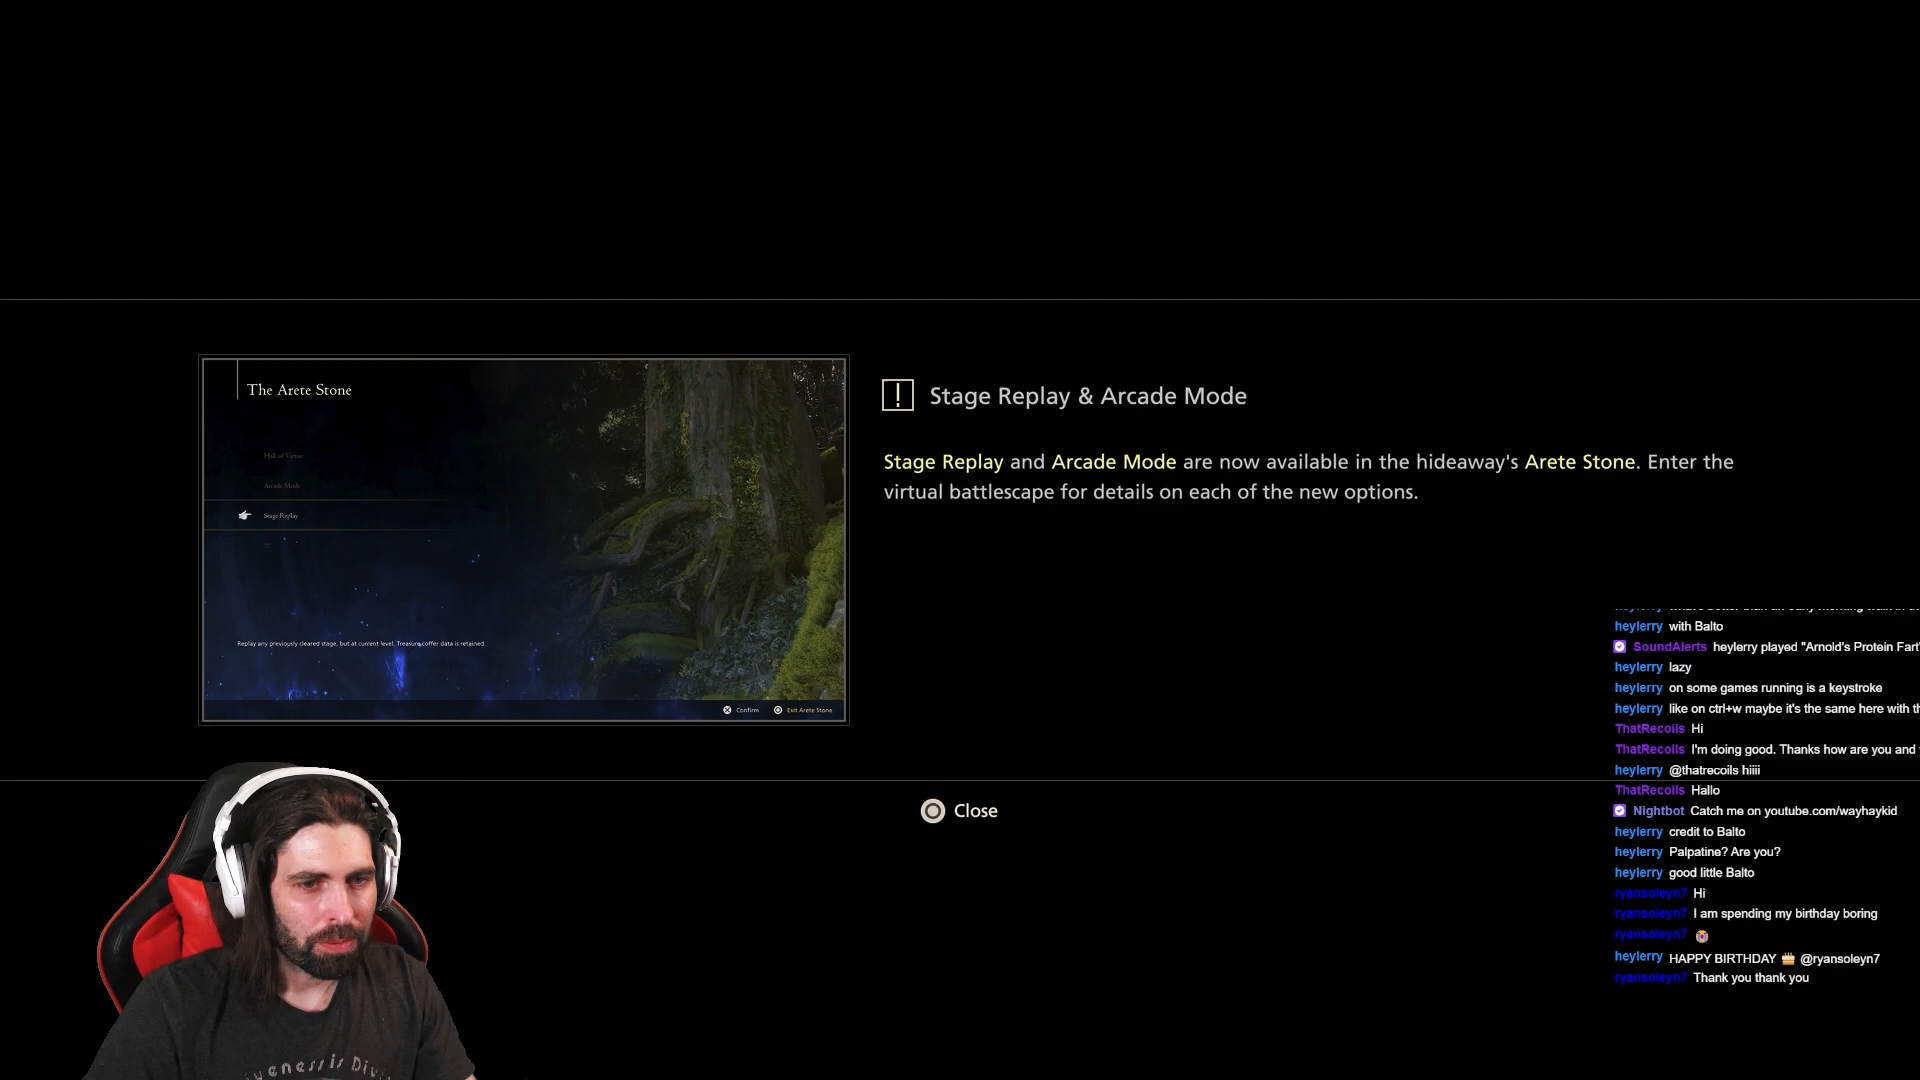 The Arete Stone
Hall of Virtue
Arcade Mode
Stage Replay
Replay any previously cleared stage, but at current level. Treasure coffer data is retained.
Confirm
Exit Arete Stone
Stage Replay & Arcade Mode
Stage Replay and Arcade Mode are now available in the hideaway's Arete Stone. Enter the
virtual battlescape for details on each of the new options.
Close
heylerry with Balto
SoundAlerts heylerry played "Arnold's Protein Fart"
heylerry lazy
heylerry on some games running is a keystroke
heylerry like on ctrl+w maybe it's the same here with
ThatRecoils Hi
ThatRecoils I'm doing good. Thanks how are you and
heylerry @thatrecoils hiiii
ThatRecoils Hallo
Nightbot Catch me on youtube.com/wayhaykid
heylerry credit to Balto
heylerry Palpatine? Are you?
heylerry good little Balto
ryansoleyn7 Hi
ryansoleyn7 I am spending my birthday boring
ryansoleyn7
heylerry HAPPY BIRTHDAY 🎂 @ryansoleyn7
ryansoleyn7 Thank you thank you